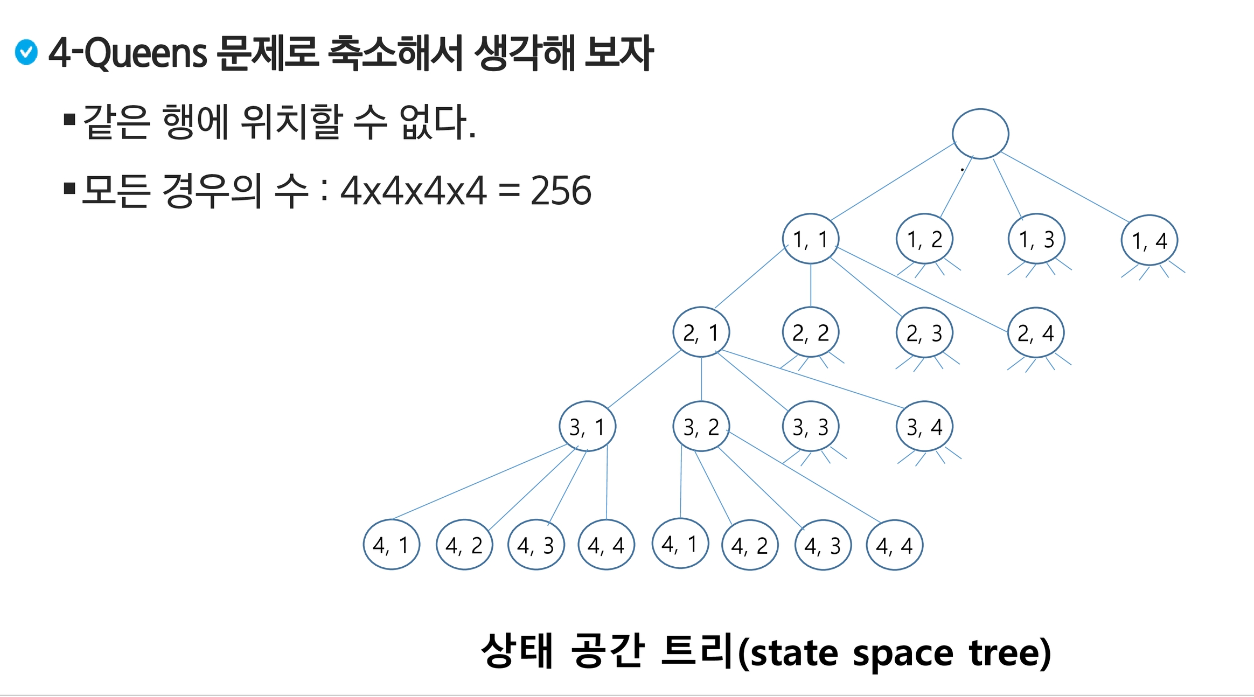 4-Queens 문제로 축소해서 생각해 보자
▪같은 행에 위치할 수 없다.
▪모든 경우의 수 : 4x4x4x4 = 256
1, 1 1, 2 1, 3 1, 4
2, 1 2, 2 2, 3 2, 4
3, 1 3, 2 3, 3 3, 4
4, 1 4, 2 4, 3 4, 4 4, 1 4, 2 4, 3 4, 4
상태 공간 트리(state space tree)